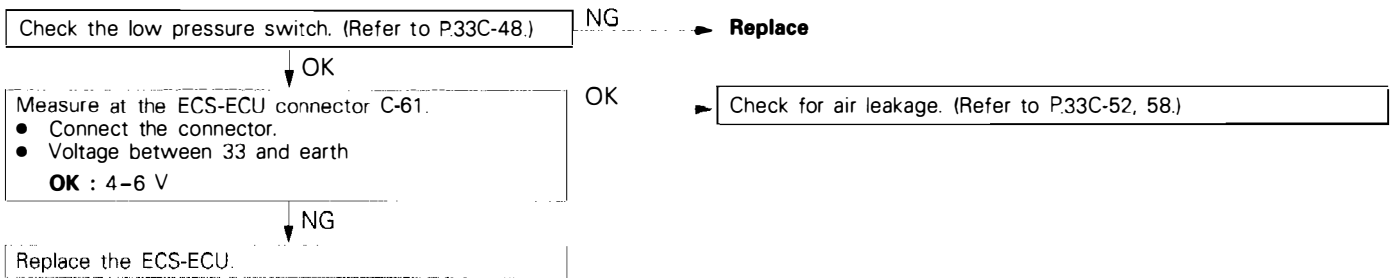 Check the low pressure switch. (Refer to P.33C-48.)
NG
Replace
OK
Measure at the ECS-ECU connector C-61.
● Connect the connector.
● Voltage between 33 and earth
OK : 4–6 V
OK
Check for air leakage. (Refer to P.33C-52, 58.)
NG
Replace the ECS-ECU.